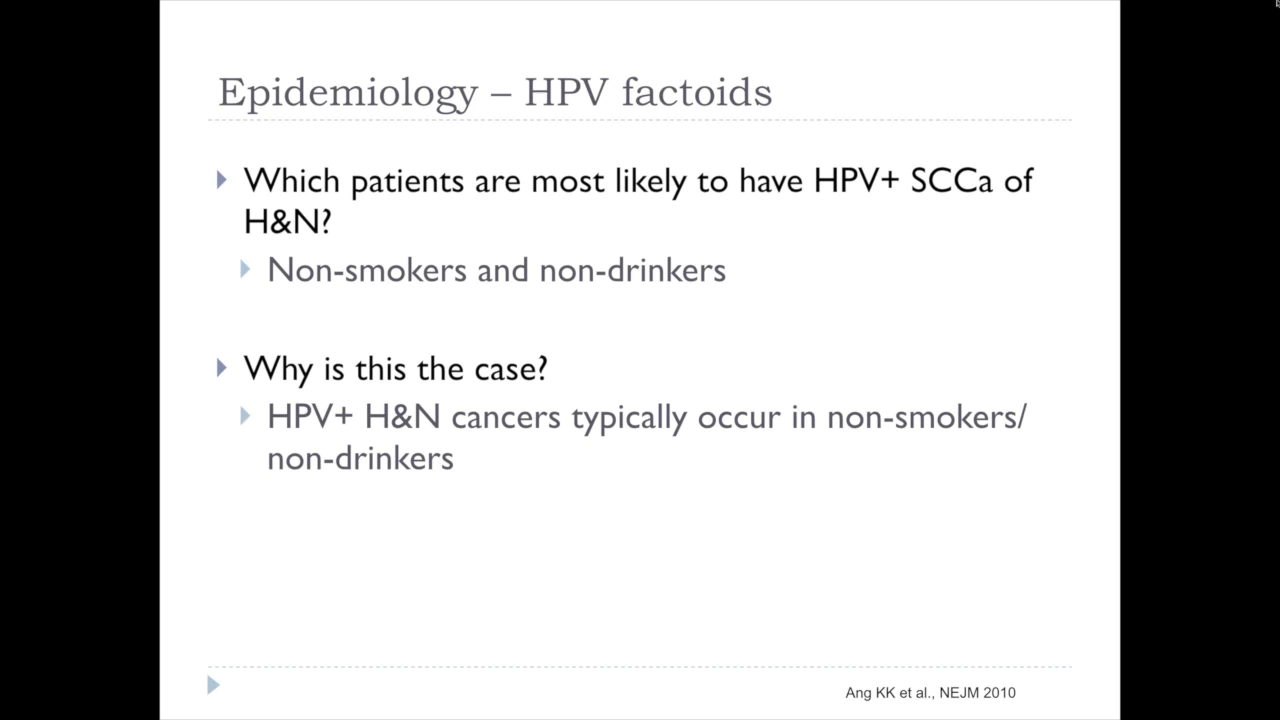 Epidemiology – HPV factoids
Which patients are most likely to have HPV+ SCCa of
H&N?
Non-smokers and non-drinkers
Why is this the case?
HPV+ H&N cancers typically occur in non-smokers/
non-drinkers
Ang KK et al., NEJM 2010